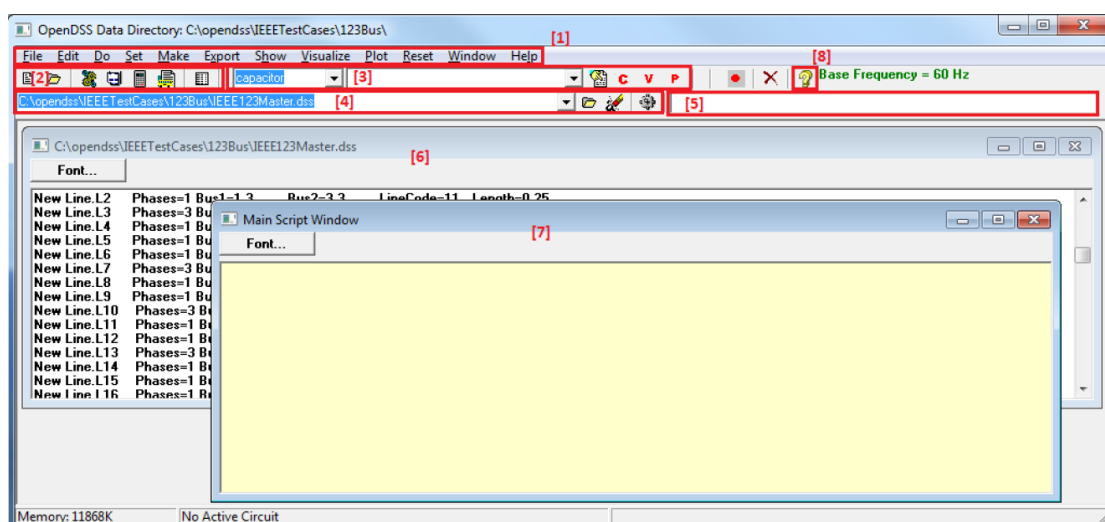 OpenDSS Data Directory: C:\opendss\IEEETestCases\123Bus\
[1]
File Edit Do Set Make Export Show Visualize Plot Reset Window Help
[8]
[2] capacitor [3] C V P ? Base Frequency = 60 Hz
C:\opendss\IEEETestCases\123Bus\IEEE123Master.dss [4] [5]
C:\opendss\IEEETestCases\123Bus\IEEE123Master.dss
[6]
Font...
New Line.L2 Phases=1 Bus1=1.3 Bus2=3.3 LineCode=11 Length=0.25
New Line.L3 Phases=3 Bu
New Line.L4 Phases=1 Bu
New Line.L5 Phases=1 Bu
New Line.L6 Phases=1 Bu
New Line.L7 Phases=3 Bu
New Line.L8 Phases=1 Bu
New Line.L9 Phases=1 Bu
New Line.L10 Phases=3 B
New Line.L11 Phases=1 B
New Line.L12 Phases=1 B
New Line.L13 Phases=3 B
New Line.L14 Phases=1 B
New Line.L15 Phases=1 B
New Line.L16 Phases=1 B
Main Script Window
[7]
Font...
Memory: 11868K No Active Circuit